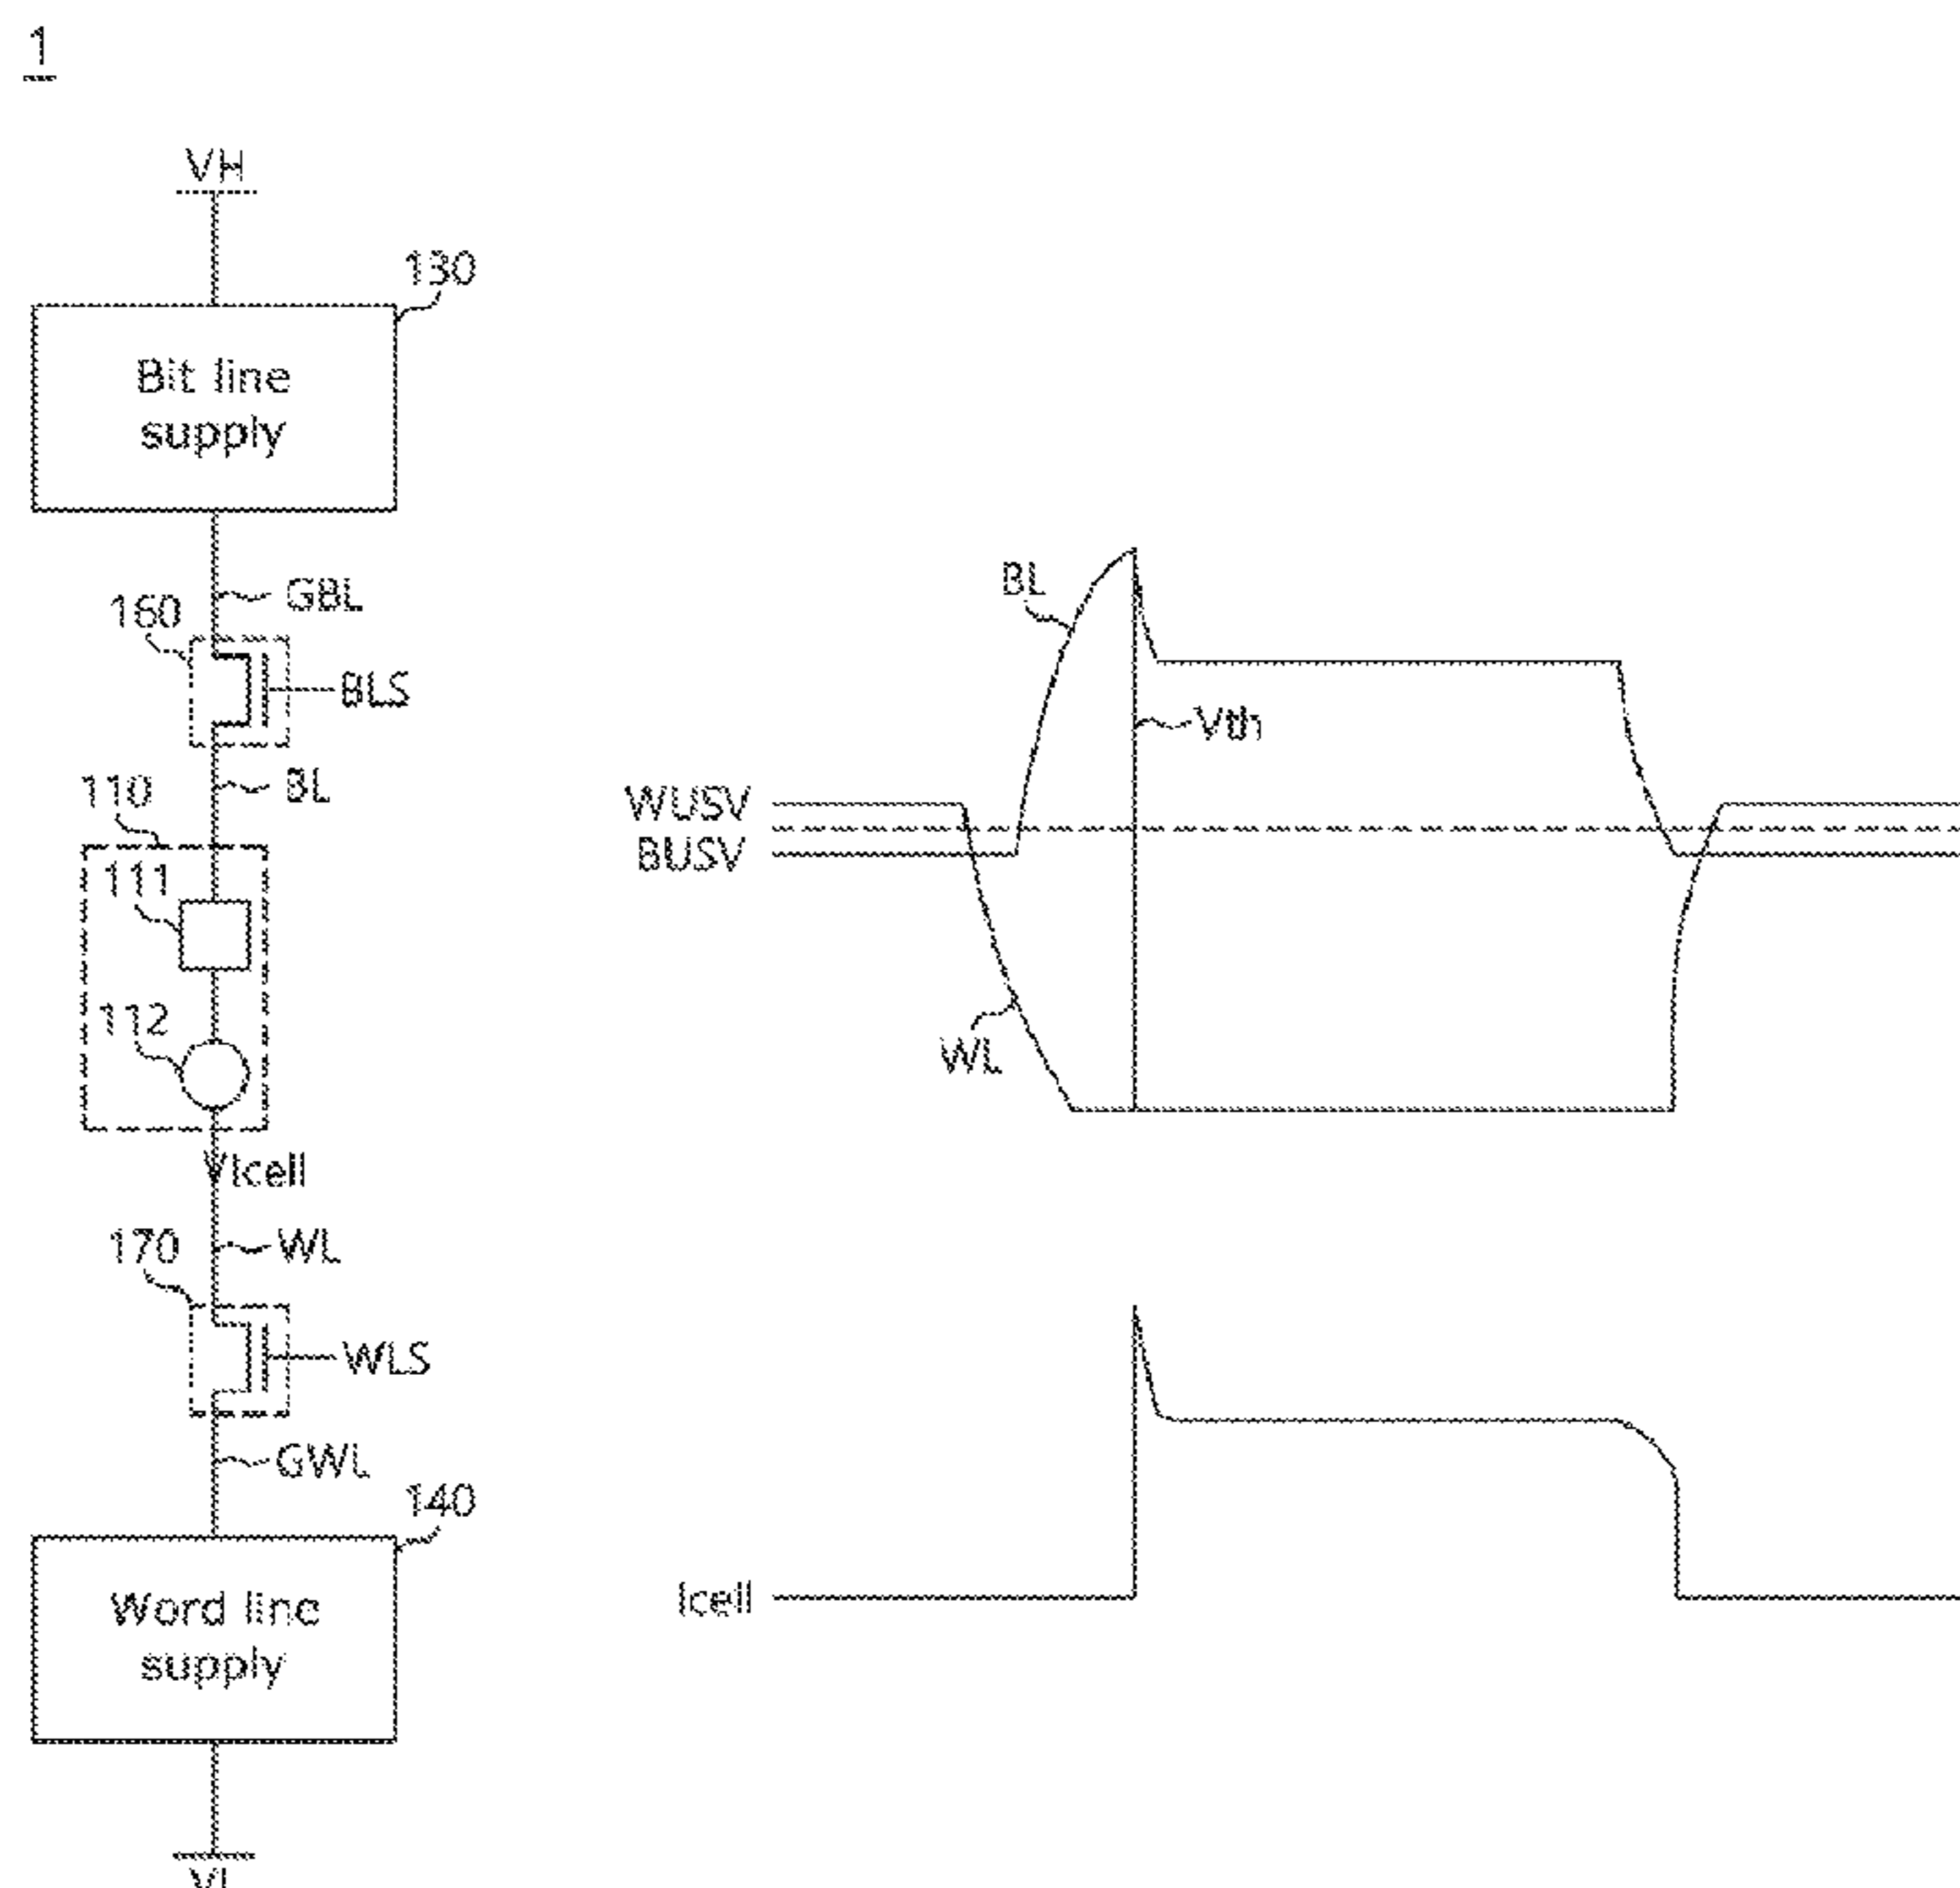 1
VH
130
Bit line
supply
GBL
160
BLS
BL
110
111
112
Icell
WL
170
WLS
GWL
140
Word line
supply
VL
BL
Vth
WUSV
BUSV
WL
Icell